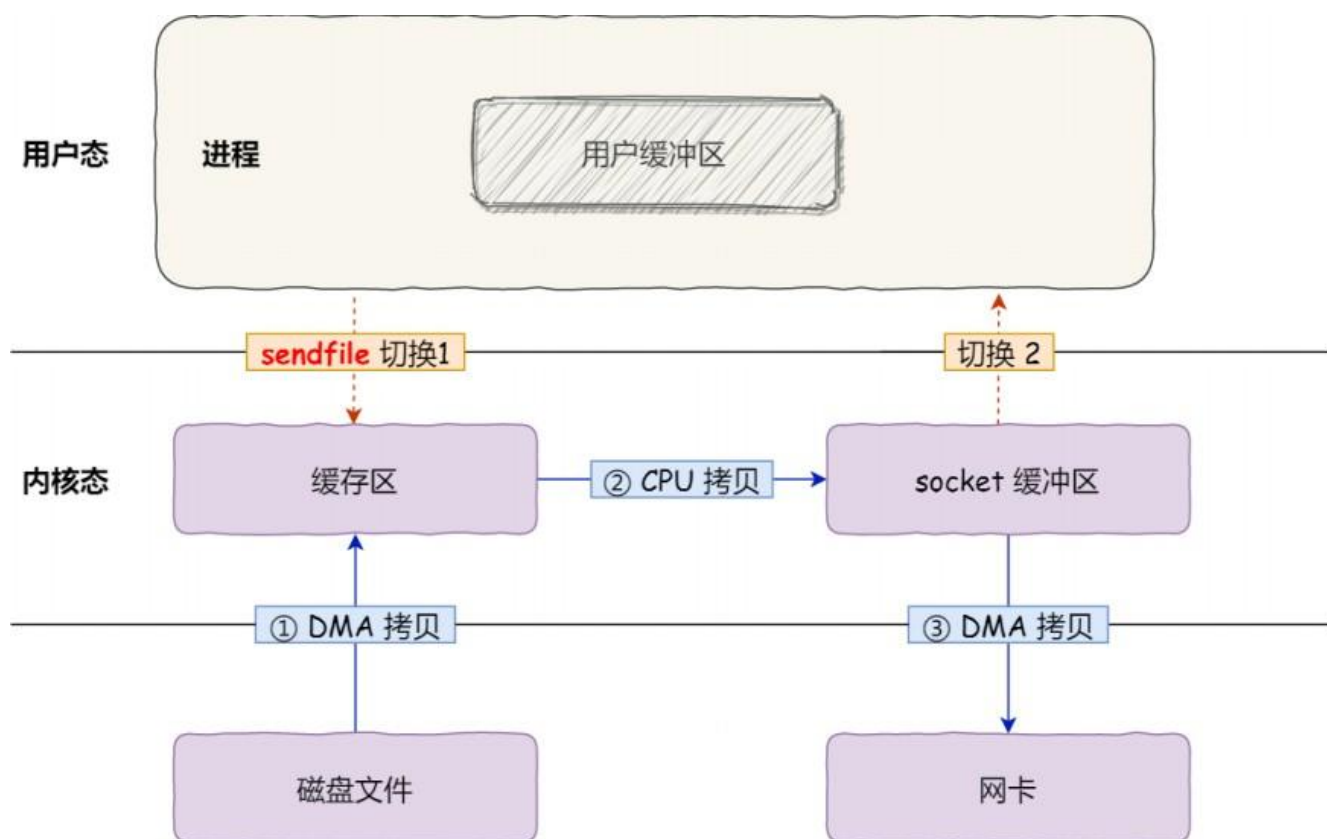 用户态
进程
用户缓冲区
sendfile 切换1
切换 2
内核态
缓存区
② CPU 拷贝
socket 缓冲区
① DMA 拷贝
③ DMA 拷贝
磁盘文件
网卡